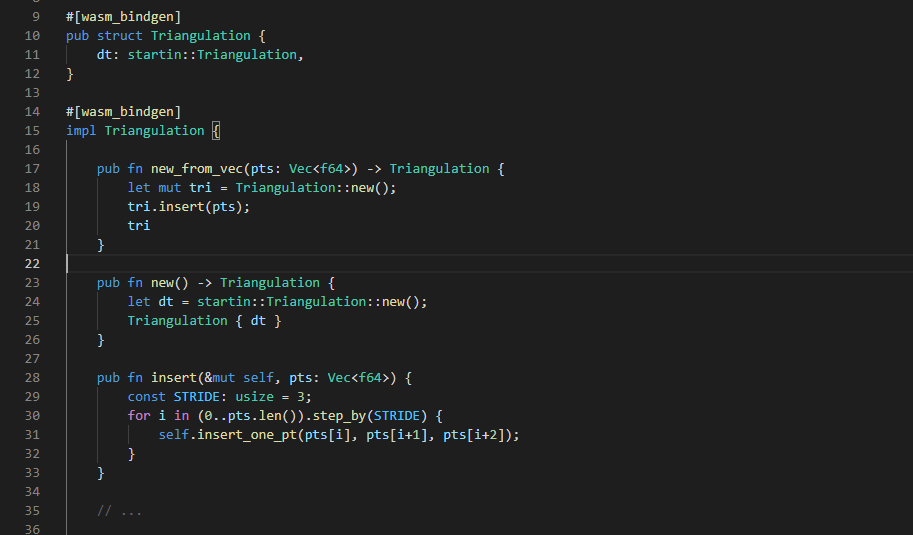 9 #[wasm_bindgen]
10 pub struct Triangulation {
11     dt: startin::Triangulation,
12 }
13
14 #[wasm_bindgen]
15 impl Triangulation {
16
17     pub fn new_from_vec(pts: Vec<f64>) -> Triangulation {
18         let mut tri = Triangulation::new();
19         tri.insert(pts);
20         tri
21     }
22
23     pub fn new() -> Triangulation {
24         let dt = startin::Triangulation::new();
25         Triangulation { dt }
26     }
27
28     pub fn insert(&mut self, pts: Vec<f64>) {
29         const STRIDE: usize = 3;
30         for i in (0..pts.len()).step_by(STRIDE) {
31             self.insert_one_pt(pts[i], pts[i+1], pts[i+2]);
32         }
33     }
34
35     // ...
36